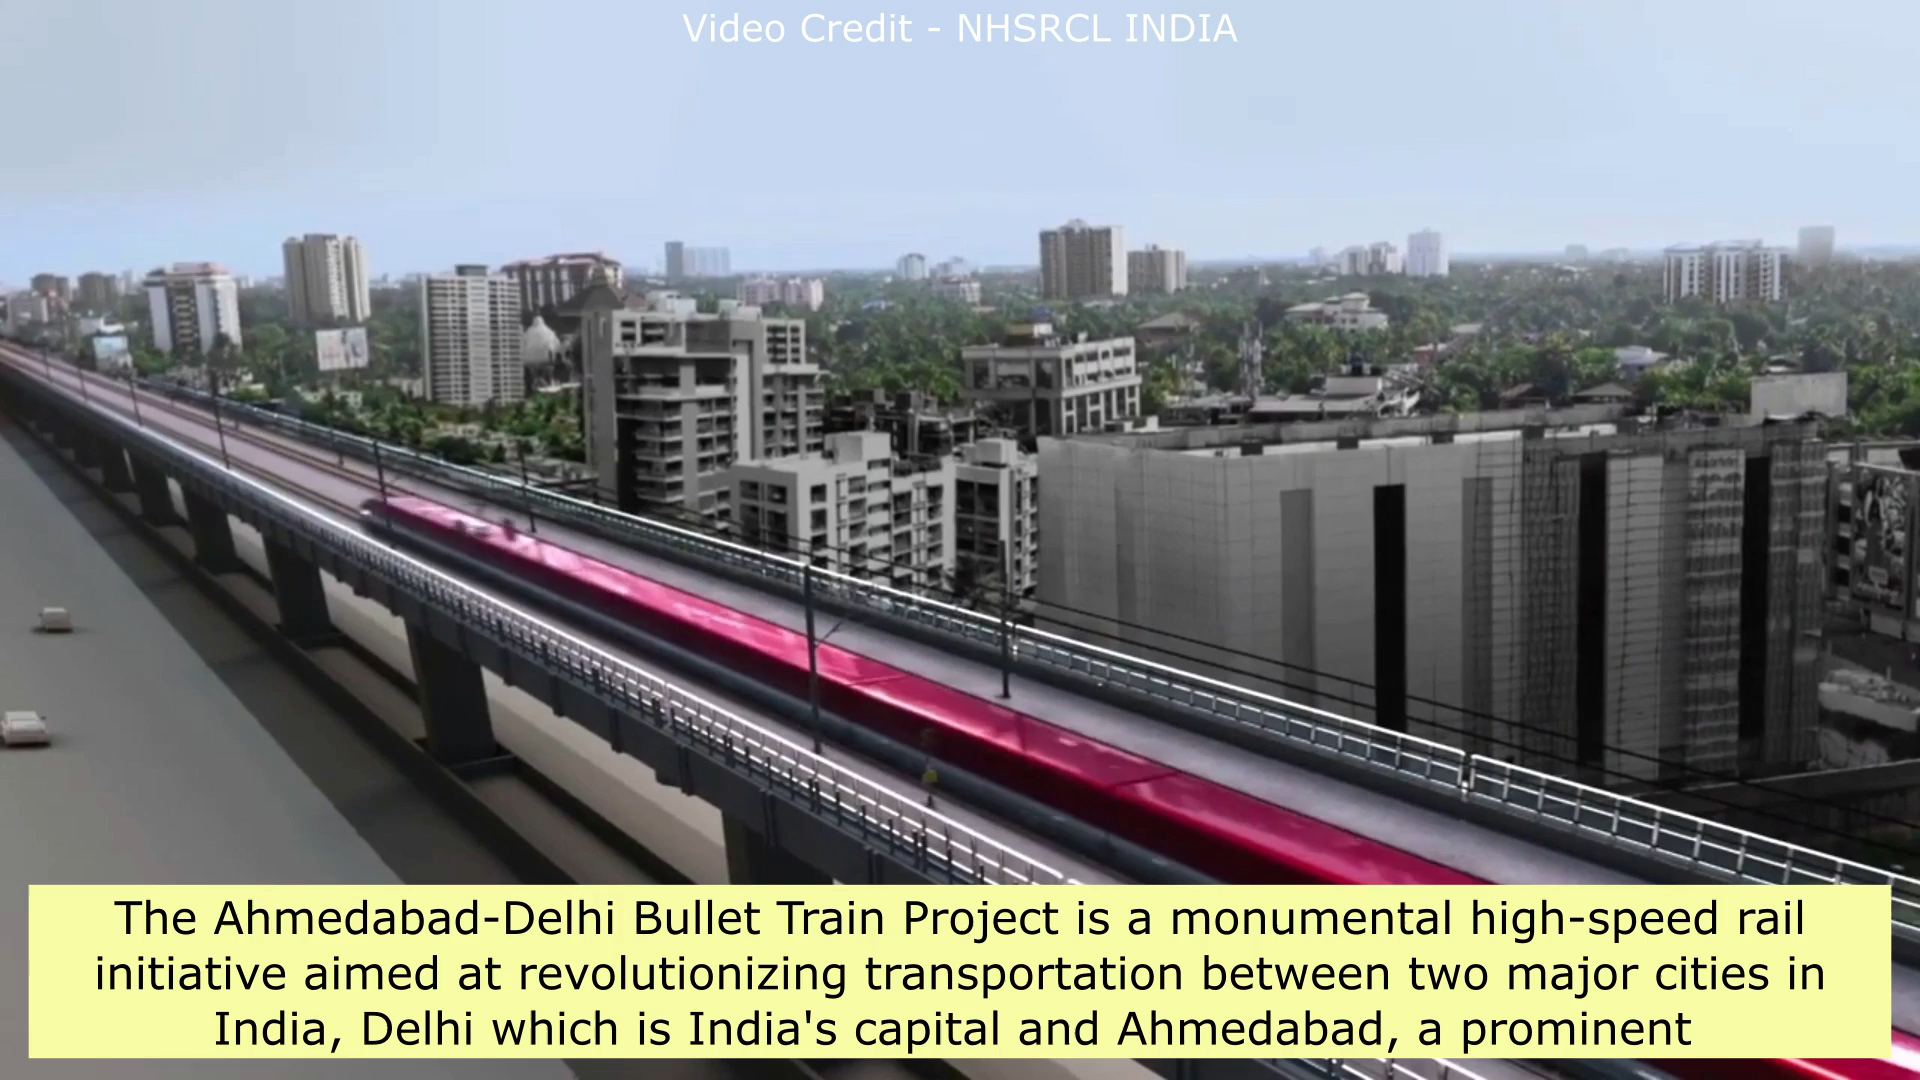 Video Credit - NHSRCL INDIA
The Ahmedabad-Delhi Bullet Train Project is a monumental high-speed rail
initiative aimed at revolutionizing transportation between two major cities in
India, Delhi which is India's capital and Ahmedabad, a prominent